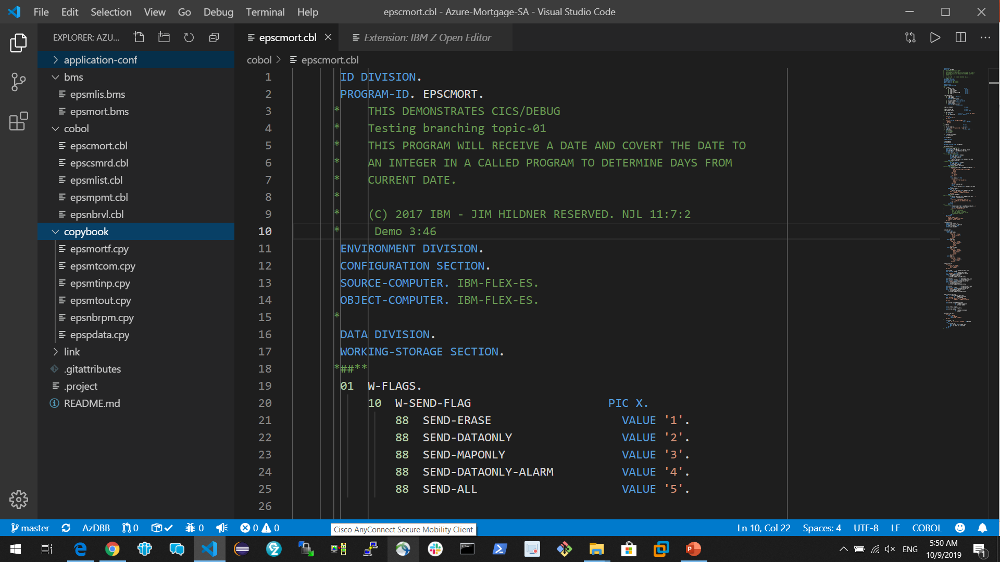 File Edit Selection View Go Debug Terminal Help
epscmort.cbl - Azure-Mortgage-SA - Visual Studio Code
EXPLORER: AZU...
application-conf
bms
epsmlis.bms
epsmort.bms
cobol
epscmort.cbl
epscsmrd.cbl
epsmlist.cbl
epsmpmt.cbl
epsnbrvl.cbl
copybook
epsmortf.cpy
epsmtcom.cpy
epsmtinp.cpy
epsmtout.cpy
epsnbrpm.cpy
epspdata.cpy
link
.gitattributes
.project
README.md
epscmort.cbl
Extension: IBM Z Open Editor
cobol > epscmort.cbl
1 ID DIVISION.
2 PROGRAM-ID. EPSCMORT.
3 * THIS DEMONSTRATES CICS/DEBUG
4 * Testing branching topic-01
5 * THIS PROGRAM WILL RECEIVE A DATE AND COVERT THE DATE TO
6 * AN INTEGER IN A CALLED PROGRAM TO DETERMINE DAYS FROM
7 * CURRENT DATE.
8 *
9 * (C) 2017 IBM - JIM HILDNER RESERVED. NJL 11:7:2
10 * Demo 3:46
11 ENVIRONMENT DIVISION.
12 CONFIGURATION SECTION.
13 SOURCE-COMPUTER. IBM-FLEX-ES.
14 OBJECT-COMPUTER. IBM-FLEX-ES.
15 *
16 DATA DIVISION.
17 WORKING-STORAGE SECTION.
18 *##**
19 01 W-FLAGS.
20 10 W-SEND-FLAG PIC X.
21 88 SEND-ERASE VALUE '1'.
22 88 SEND-DATAONLY VALUE '2'.
23 88 SEND-MAPONLY VALUE '3'.
24 88 SEND-DATAONLY-ALARM VALUE '4'.
25 88 SEND-ALL VALUE '5'.
26
master AzDBB 0 0 0 0
Cisco AnyConnect Secure Mobility Client
Ln 10, Col 22 Spaces: 4 UTF-8 LF COBOL
ENG
5:50 AM
10/9/2019
1